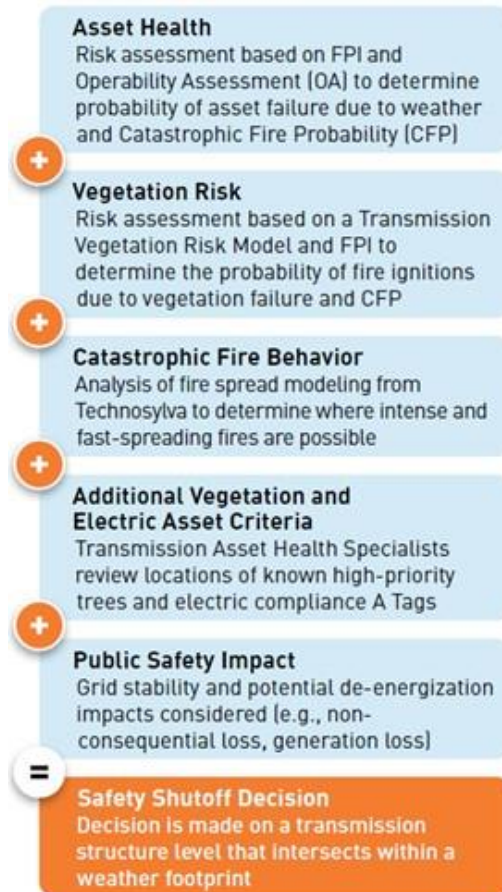 Asset Health
Risk assessment based on FPI and
Operability Assessment (OA) to determine
probability of asset failure due to weather
and Catastrophic Fire Probability (CFP)
+
Vegetation Risk
Risk assessment based on a Transmission
Vegetation Risk Model and FPI to
determine the probability of fire ignitions
due to vegetation failure and CFP
+
Catastrophic Fire Behavior
Analysis of fire spread modeling from
Technosylva to determine where intense and
fast-spreading fires are possible
+
Additional Vegetation and
Electric Asset Criteria
Transmission Asset Health Specialists
review locations of known high-priority
trees and electric compliance A Tags
+
Public Safety Impact
Grid stability and potential de-energization
impacts considered (e.g., non-
consequential loss, generation loss)
=
Safety Shutoff Decision
Decision is made on a transmission
structure level that intersects within a
weather footprint